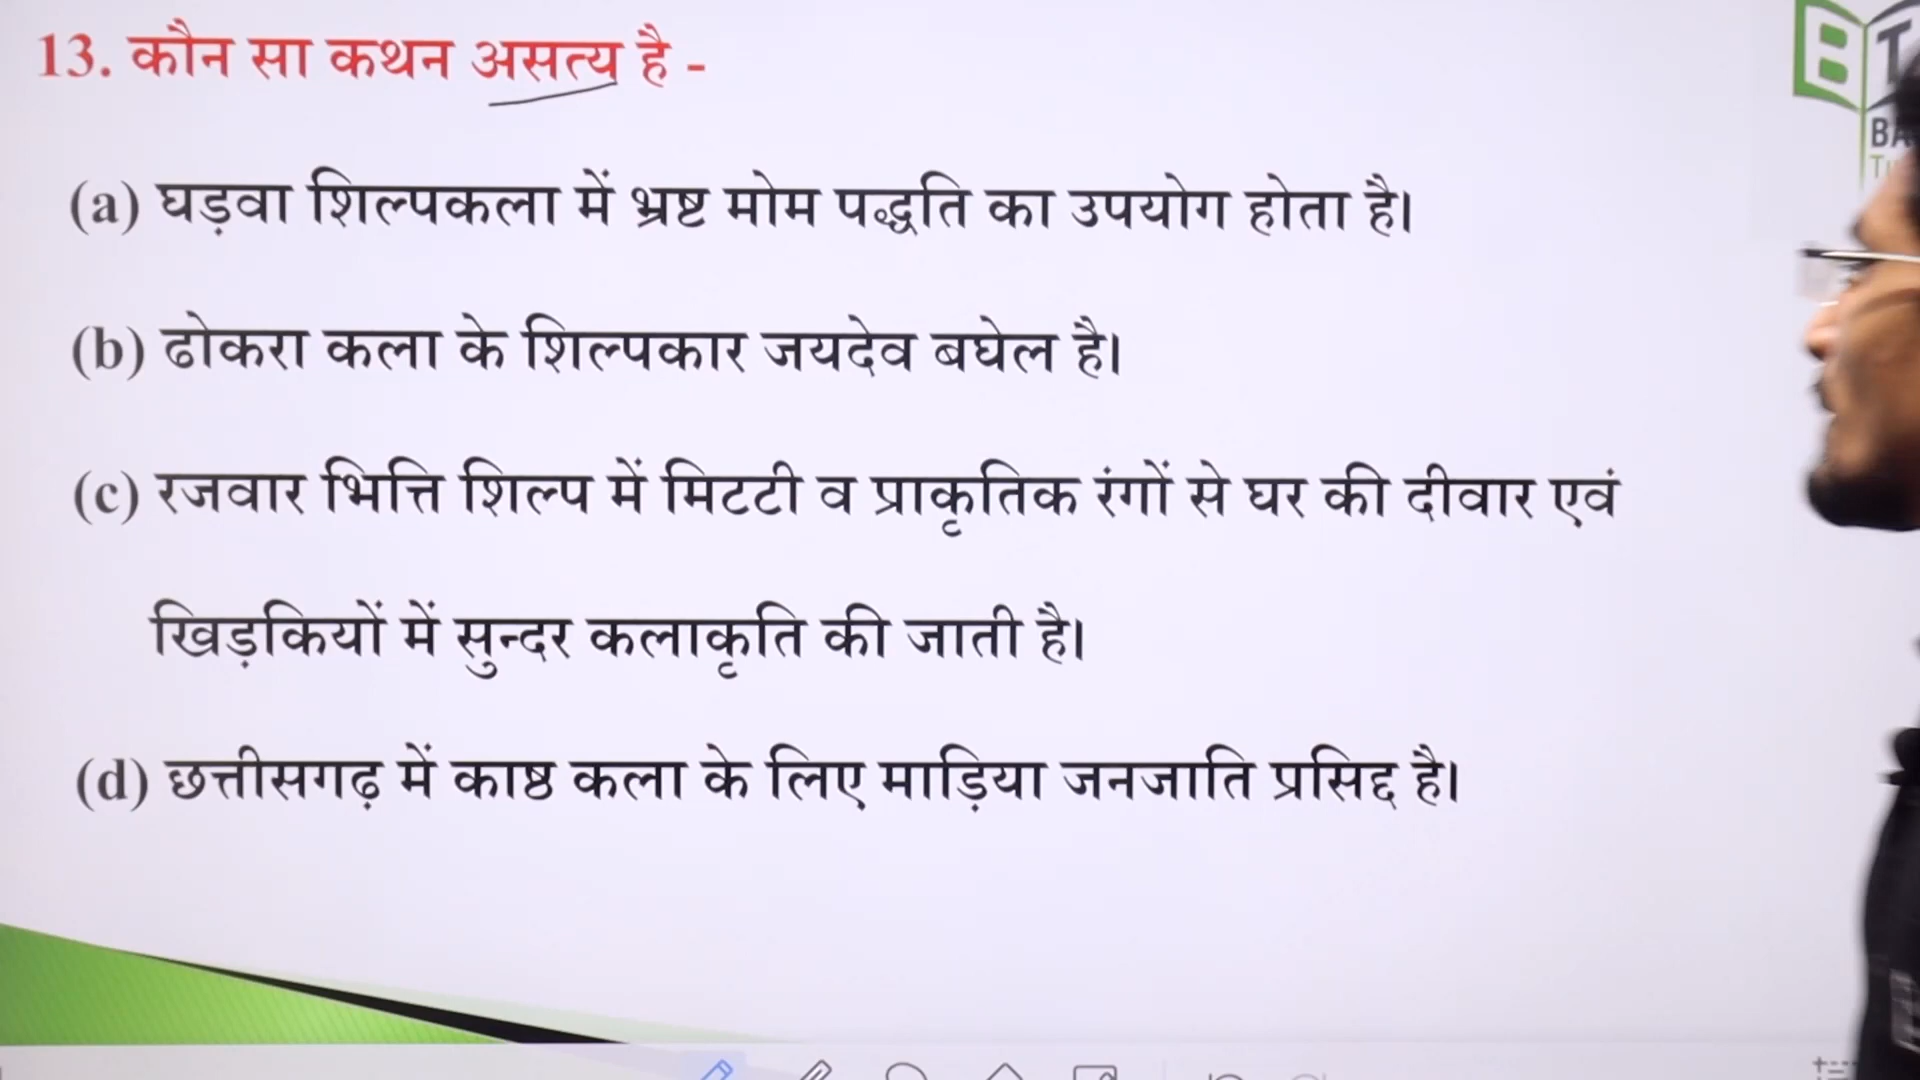 13. कौन सा कथन असत्य है -
(a) घड़वा शिल्पकला में भ्रष्ट मोम पद्धति का उपयोग होता है।
(b) ढोकरा कला के शिल्पकार जयदेव बघेल है।
(c) रजवार भित्ति शिल्प में मिटटी व प्राकृतिक रंगों से घर की दीवार एवं
खिड़कियों में सुन्दर कलाकृति की जाती है।
(d) छत्तीसगढ़ में काष्ठ कला के लिए माड़िया जनजाति प्रसिद्द है।